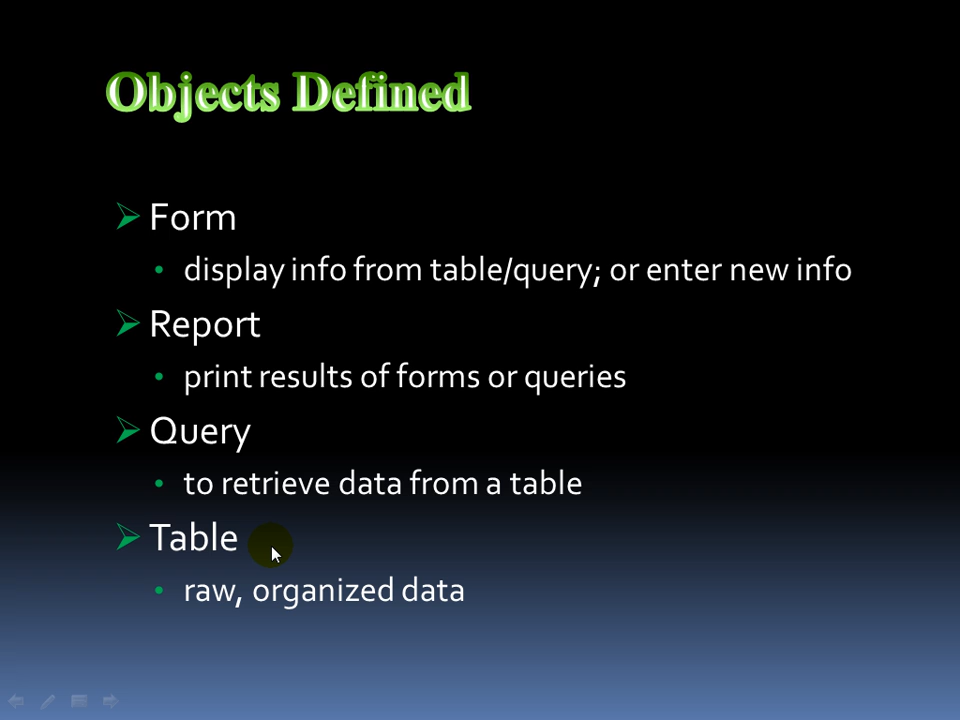 Objects Defined
Form
display info from table/query; or enter new info
Report
print results of forms or queries
Query
to retrieve data from a table
Table
raw, organized data